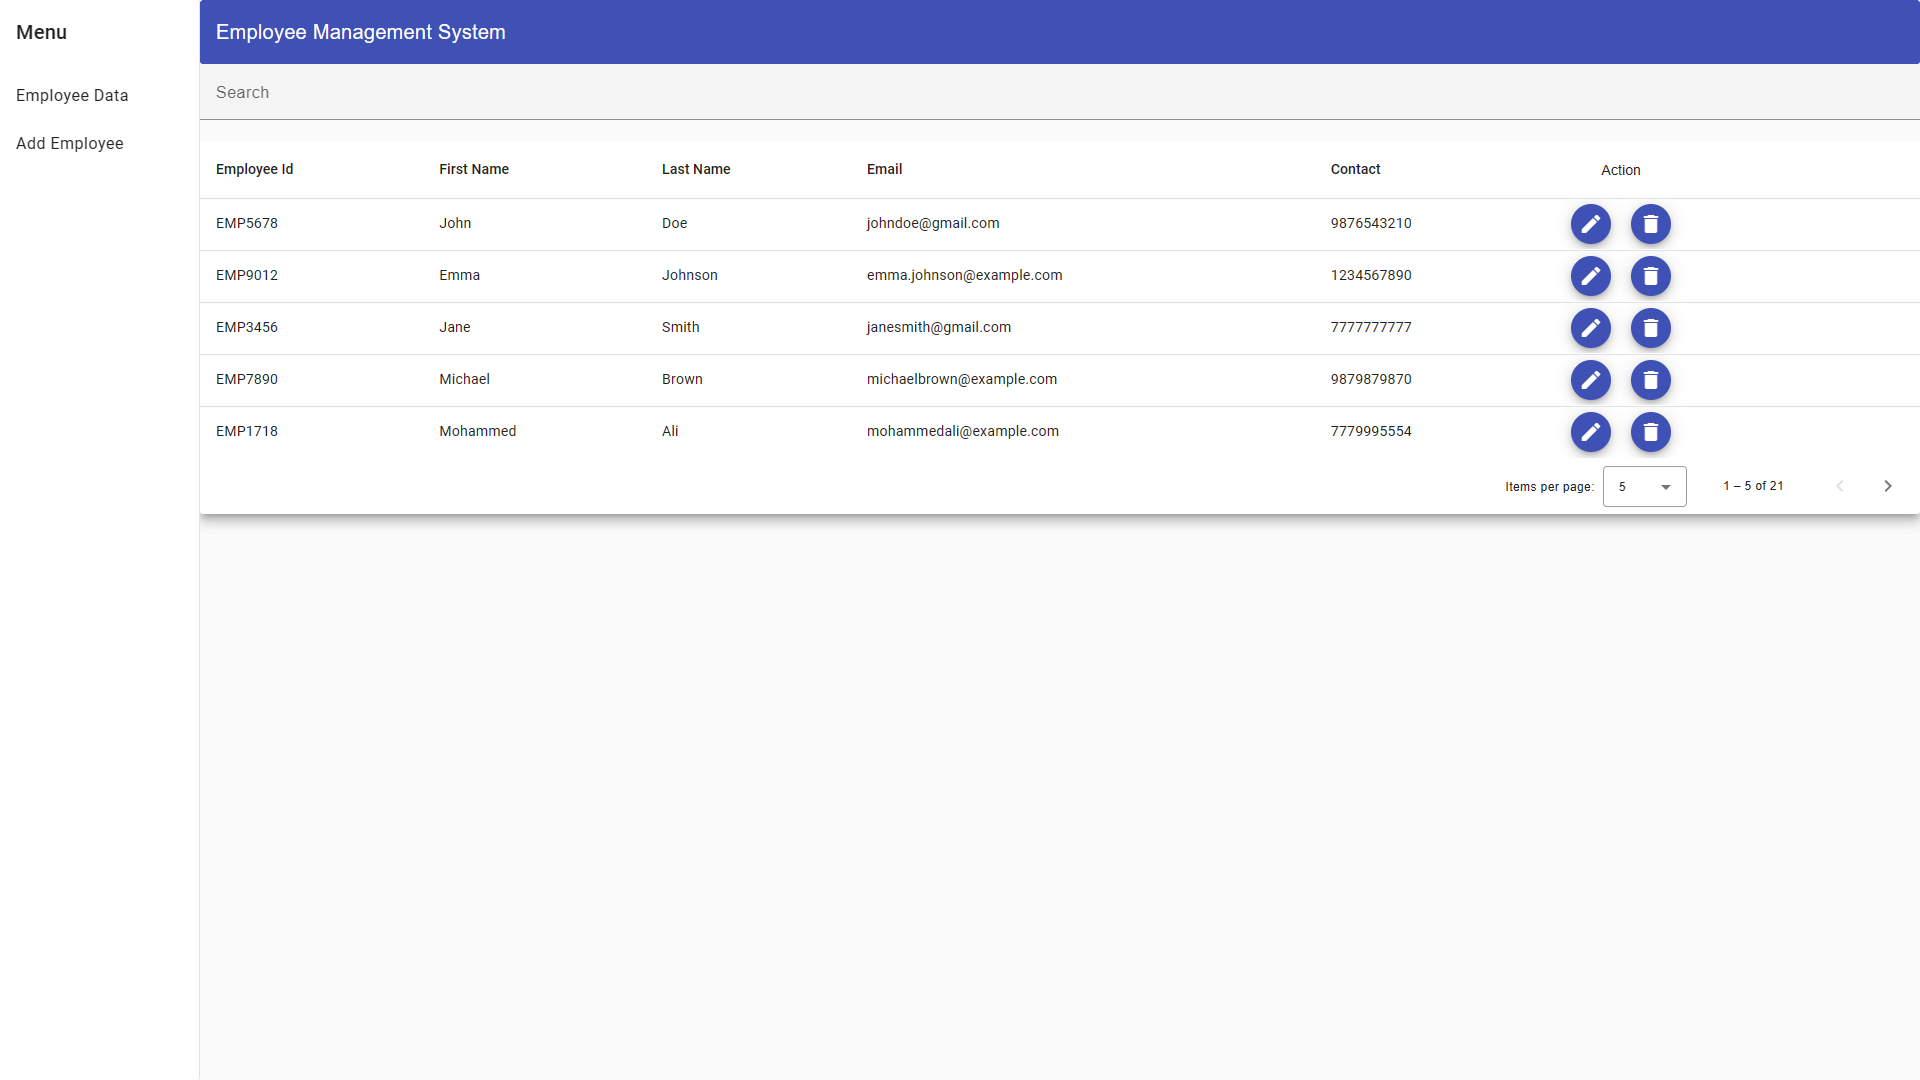 Menu
Employee Data
Add Employee
Employee Management System
Search
Employee Id First Name Last Name Email Contact Action
EMP5678 John Doe johndoe@gmail.com 9876543210
EMP9012 Emma Johnson emma.johnson@example.com 1234567890
EMP3456 Jane Smith janesmith@gmail.com 7777777777
EMP7890 Michael Brown michaelbrown@example.com 9879879870
EMP1718 Mohammed Ali mohammedali@example.com 7779995554
Items per page: 5 1 – 5 of 21